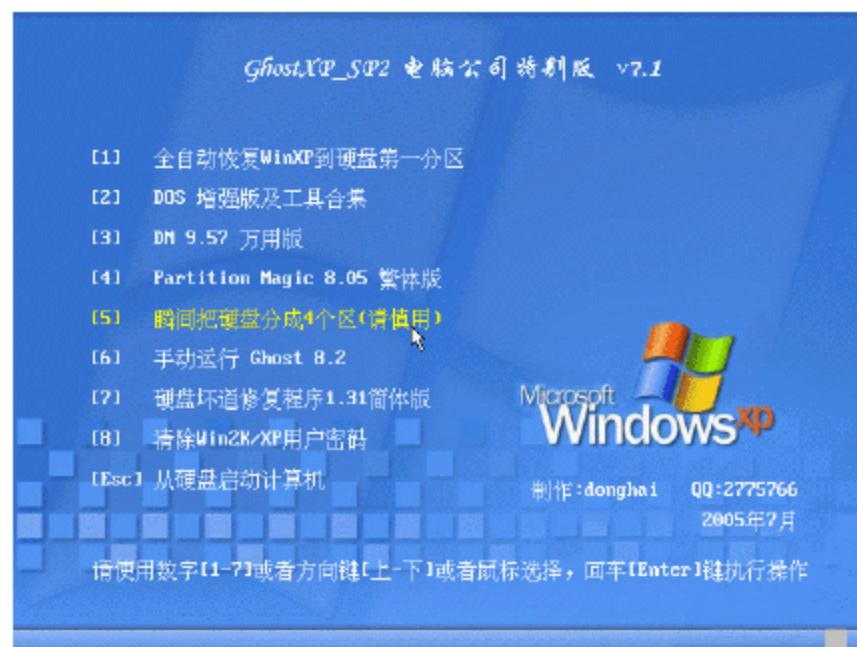 GhostXP_SP2 电脑公司特别版 v7.1
[1] 全自动恢复WinXP到硬盘第一分区
[2] DOS 增强版及工具合集
[3] DM 9.57 万用版
[4] Partition Magic 8.05 繁体版
[5] 瞬间把硬盘分成4个区(请慎用)
[6] 手动运行 Ghost 8.2
[7] 硬盘坏道修复程序1.31简体版
[8] 清除Win2K/XP用户密码
[Esc] 从硬盘启动计算机
Microsoft
Windows xp
制作:donghai QQ:2775766
2005年7月
请使用数字[1-7]或者方向键[上-下]或者鼠标选择,回车[Enter]键执行操作